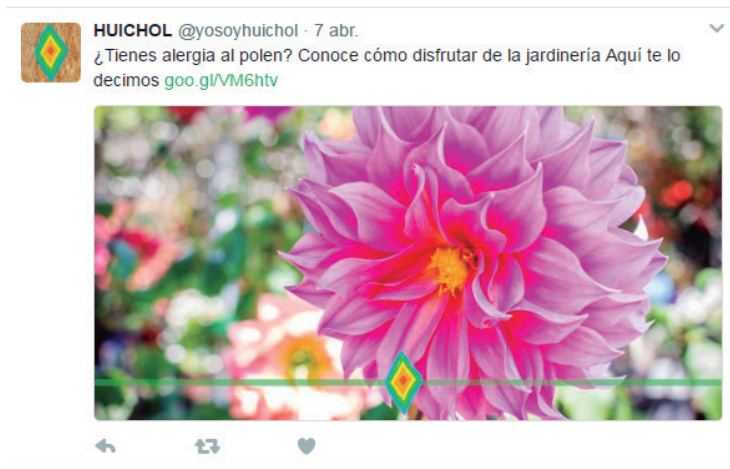 HUICHOL @yosoyhuichol · 7 abr.
¿Tienes alergia al polen? Conoce cómo disfrutar de la jardinería Aquí te lo
decimos goo.gl/VM6htv